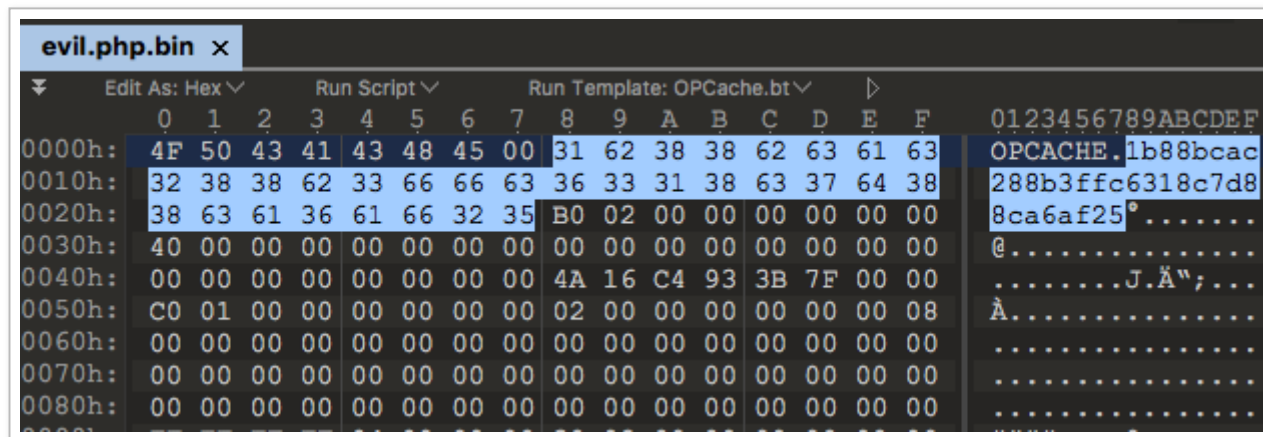 evil.php.bin ×
Edit As: Hex Run Script Run Template: OPCache.bt
0 1 2 3 4 5 6 7 8 9 A B C D E F 0123456789ABCDEF
0000h: 4F 50 43 41 43 48 45 00 31 62 38 38 62 63 61 63 OPCACHE.1b88bcac
0010h: 32 38 38 62 33 66 66 63 36 33 31 38 63 37 64 38 288b3ffc6318c7d8
0020h: 38 63 61 36 61 66 32 35 B0 02 00 00 00 00 00 00 8ca6af25°.......
0030h: 40 00 00 00 00 00 00 00 00 00 00 00 00 00 00 00 @...............
0040h: 00 00 00 00 00 00 00 00 4A 16 C4 93 3B 7F 00 00 ........J.Ä“;...
0050h: C0 01 00 00 00 00 00 00 02 00 00 00 00 00 00 08 À...............
0060h: 00 00 00 00 00 00 00 00 00 00 00 00 00 00 00 00 ................
0070h: 00 00 00 00 00 00 00 00 00 00 00 00 00 00 00 00 ................
0080h: 00 00 00 00 00 00 00 00 00 00 00 00 00 00 00 00 ................